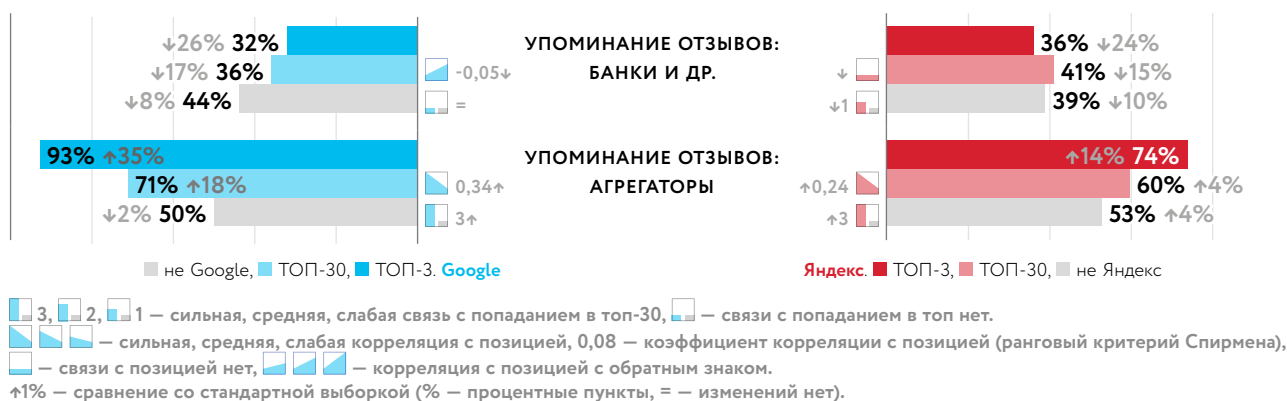 ↓26% 32%
↓17% 36%
↓8% 44%
-0,05↓
=
УПОМИНАНИЕ ОТЗЫВОВ:
БАНКИ И ДР.
↓
↓1
36% ↓24%
41% ↓15%
39% ↓10%
93% ↑35%
71% ↑18%
↓2% 50%
0,34↑
3↑
УПОМИНАНИЕ ОТЗЫВОВ:
АГРЕГАТОРЫ
↑0,24
↑3
↑14% 74%
60% ↑4%
53% ↑4%
не Google, ТОП-30, ТОП-3. Google
Яндекс. ТОП-3, ТОП-30, не Яндекс
3, 2, 1 — сильная, средняя, слабая связь с попаданием в топ-30, — связи с попаданием в топ нет.
— сильная, средняя, слабая корреляция с позицией, 0,08 — коэффициент корреляции с позицией (ранговый критерий Спирмена),
— связи с позицией нет, — корреляция с позицией с обратным знаком.
↑1% — сравнение со стандартной выборкой (% — процентные пункты, = — изменений нет).